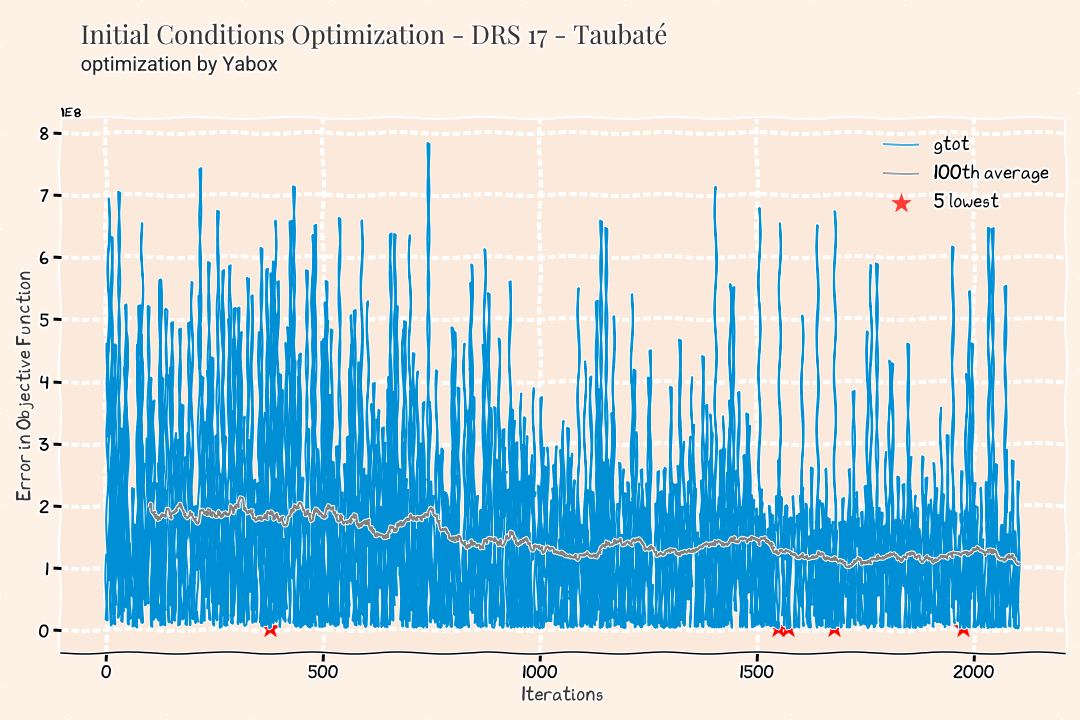 Initial Conditions Optimization - DRS 17 - Taubaté
optimization by Yabox
1E8
8
7
6
5
4
3
2
1
0
Error in Objective Function
gtot
100th average
5 lowest
0 500 1000 1500 2000
Iterations